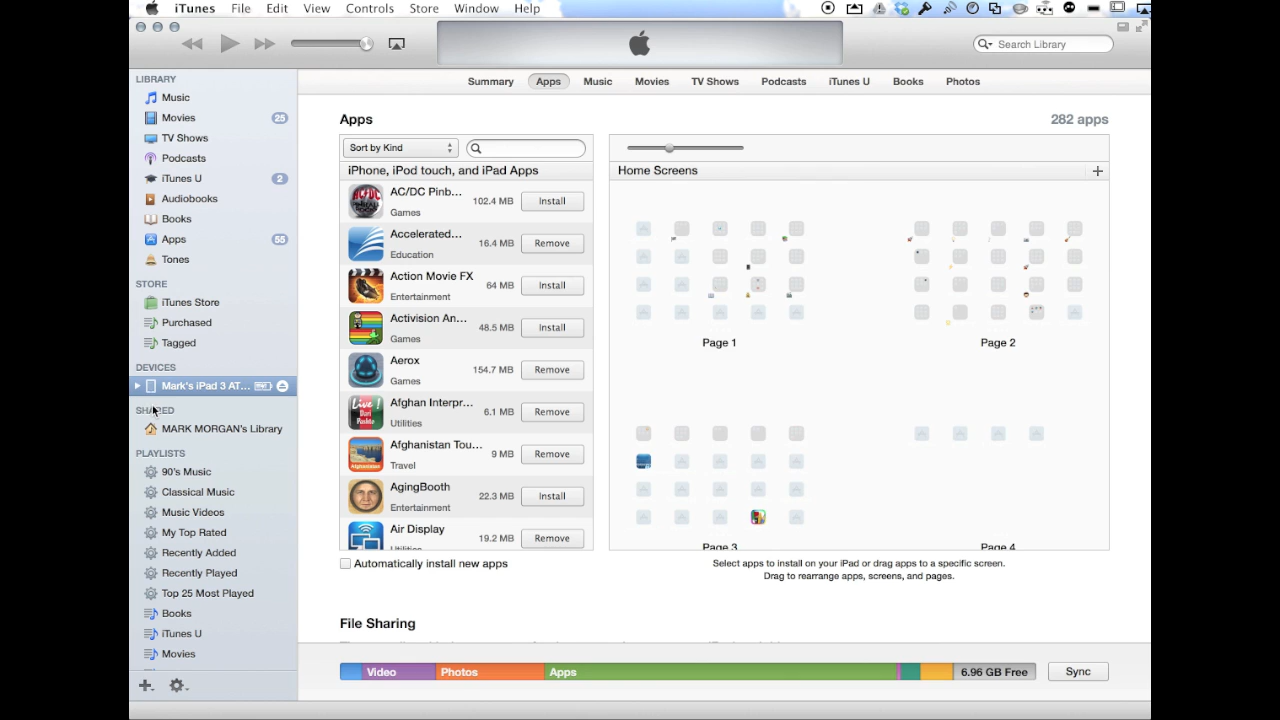 iTunes File Edit View Controls Store Window Help
Search Library
LIBRARY
Music
Movies 25
TV Shows
Podcasts
iTunes U 2
Audiobooks
Books
Apps 55
Tones
STORE
iTunes Store
Purchased
Tagged
DEVICES
Mark's iPad 3 AT...
SHARED
MARK MORGAN's Library
PLAYLISTS
90's Music
Classical Music
Music Videos
My Top Rated
Recently Added
Recently Played
Top 25 Most Played
Books
iTunes U
Movies
Summary Apps Music Movies TV Shows Podcasts iTunes U Books Photos
Apps 282 apps
Sort by Kind
iPhone, iPod touch, and iPad Apps
AC/DC Pinb... 102.4 MB Install
Games
Accelerated... 16.4 MB Remove
Education
Action Movie FX 64 MB Install
Entertainment
Activision An... 48.5 MB Install
Games
Aerox 154.7 MB Remove
Games
Afghan Interpr... 6.1 MB Remove
Utilities
Afghanistan Tou... 9 MB Remove
Travel
AgingBooth 22.3 MB Install
Entertainment
Air Display 19.2 MB Remove
Utilities
Home Screens
Page 1 Page 2
Page 3 Page 4
Automatically install new apps
Select apps to install on your iPad or drag apps to a specific screen.
Drag to rearrange apps, screens, and pages.
File Sharing
Video Photos Apps 6.96 GB Free Sync